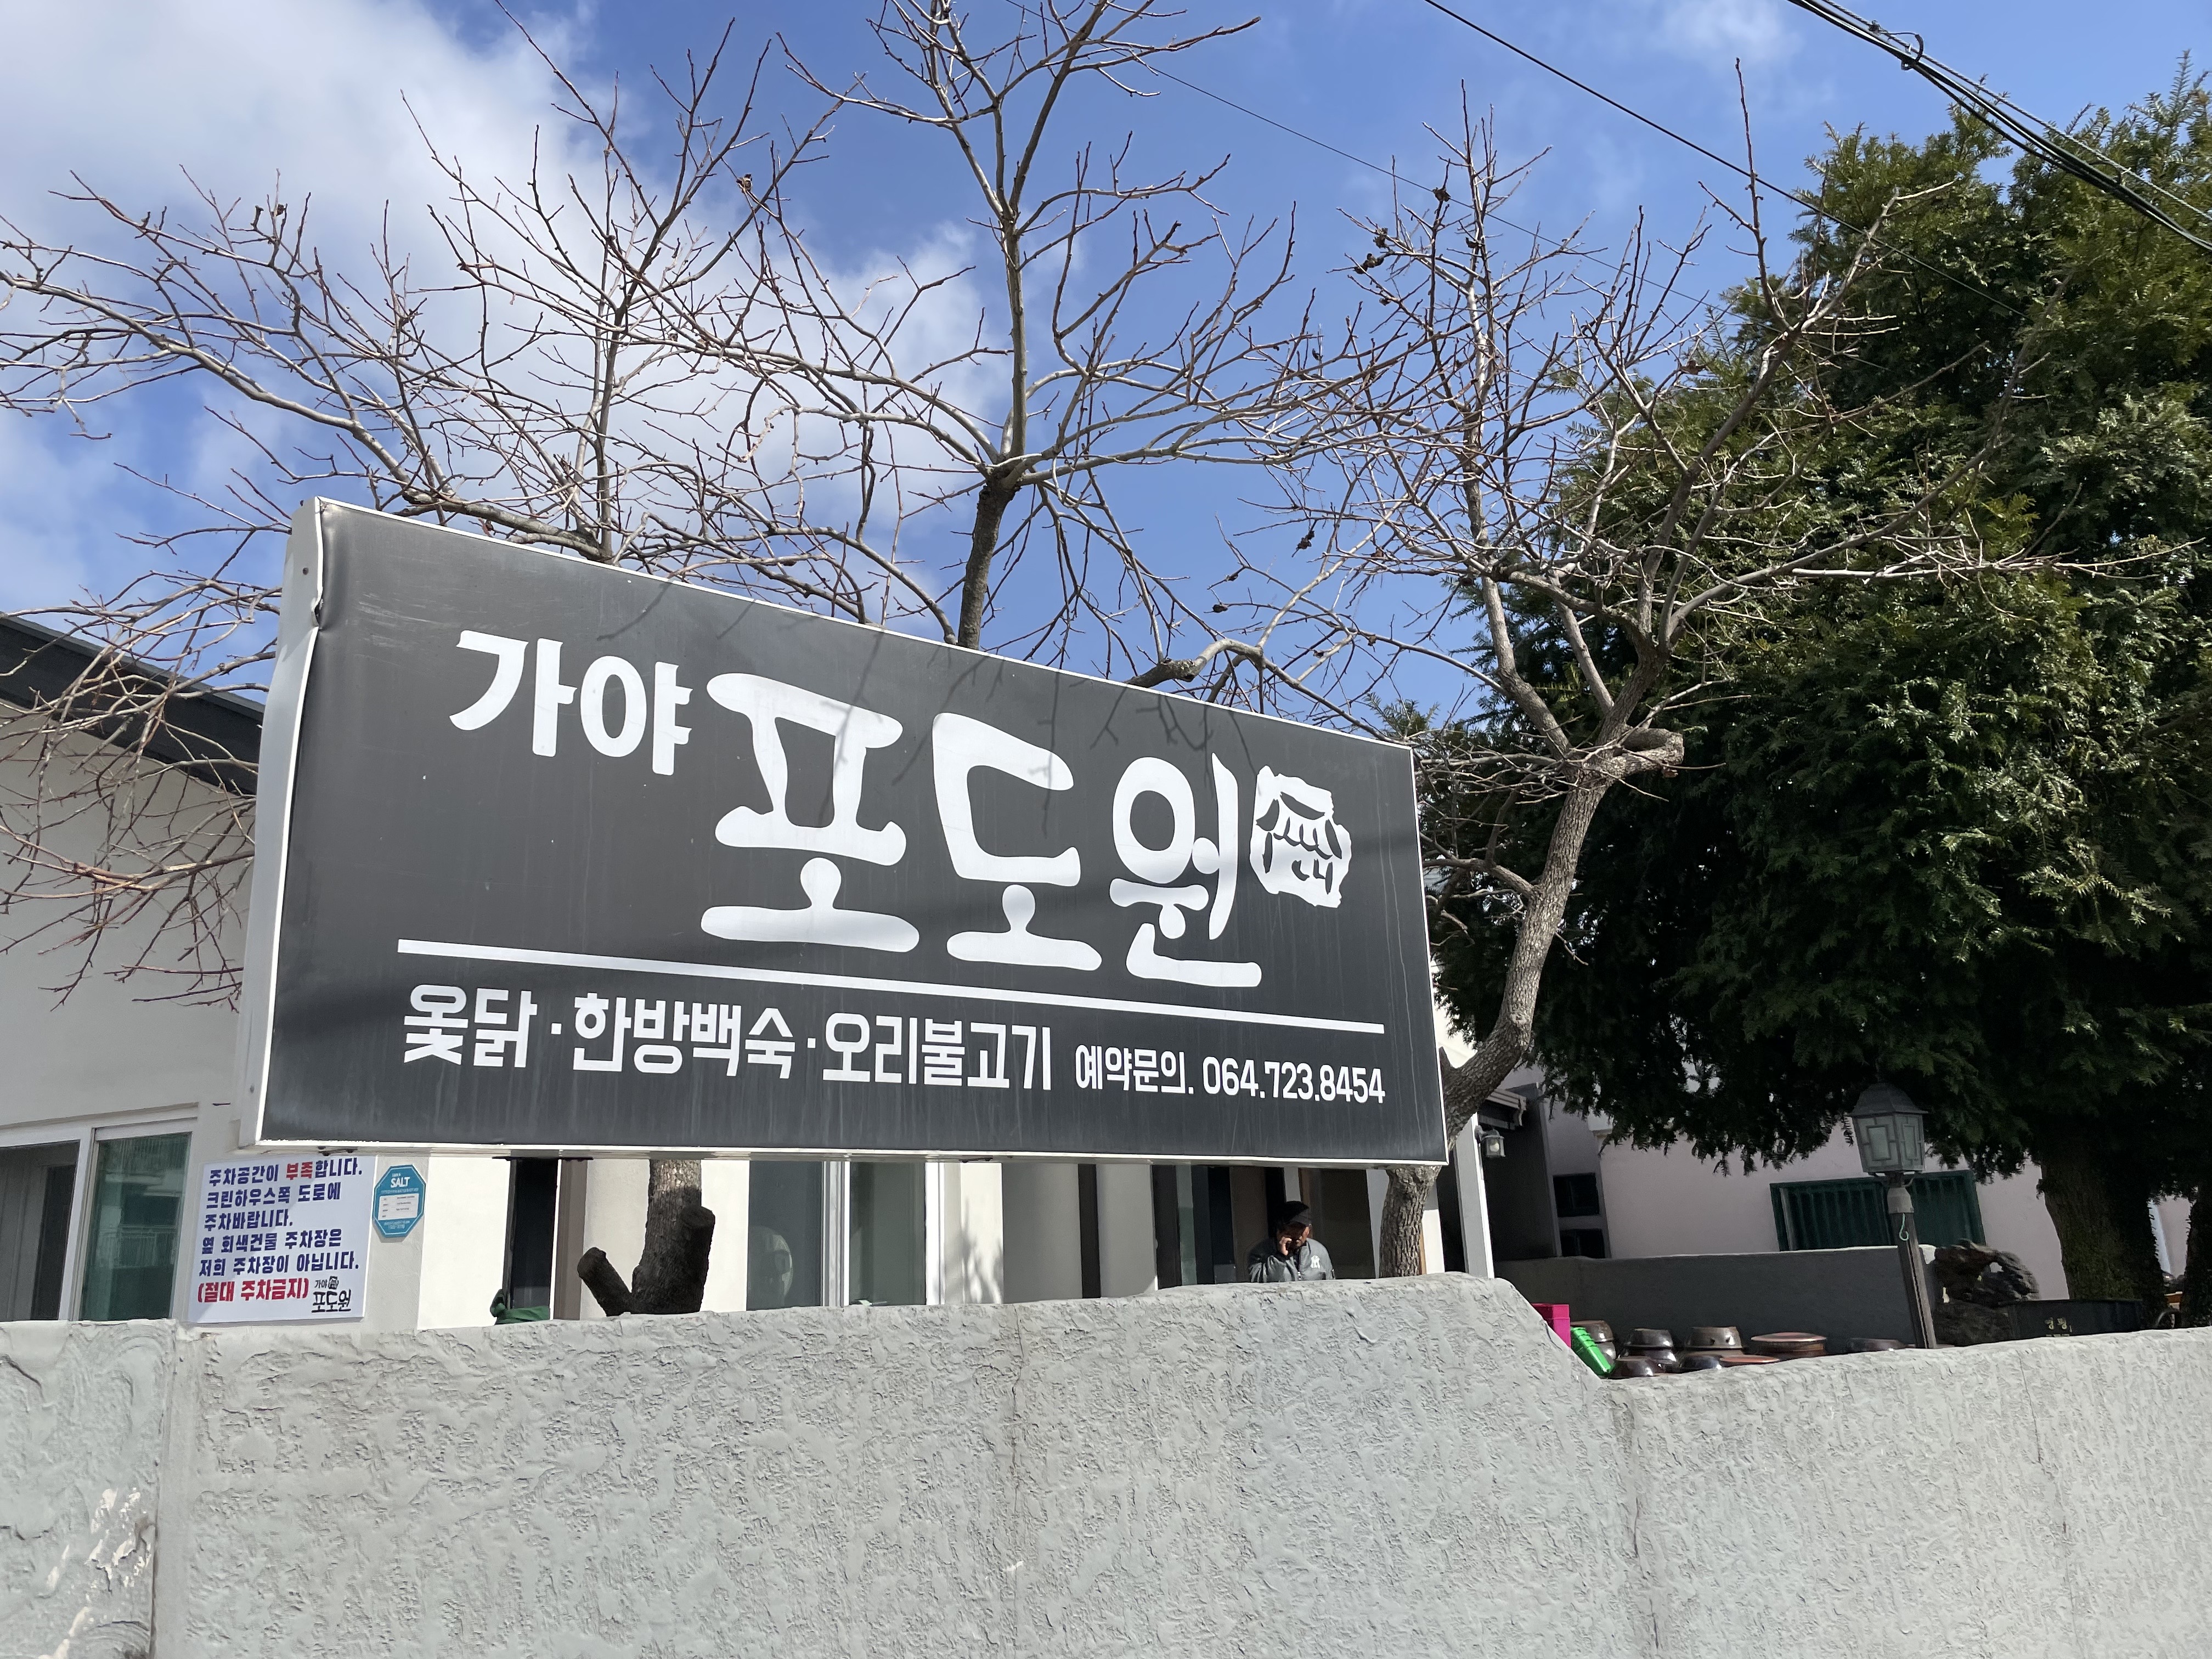 가야 포도원
옻닭·한방백숙·오리불고기 예약문의. 064.723.8454
주차공간이 부족합니다.
크린하우스쪽 도로에
주차바랍니다.
옆 회색건물 주차장은
저희 주차장이 아닙니다.
(절대 주차금지) 가야 포도원
SALT